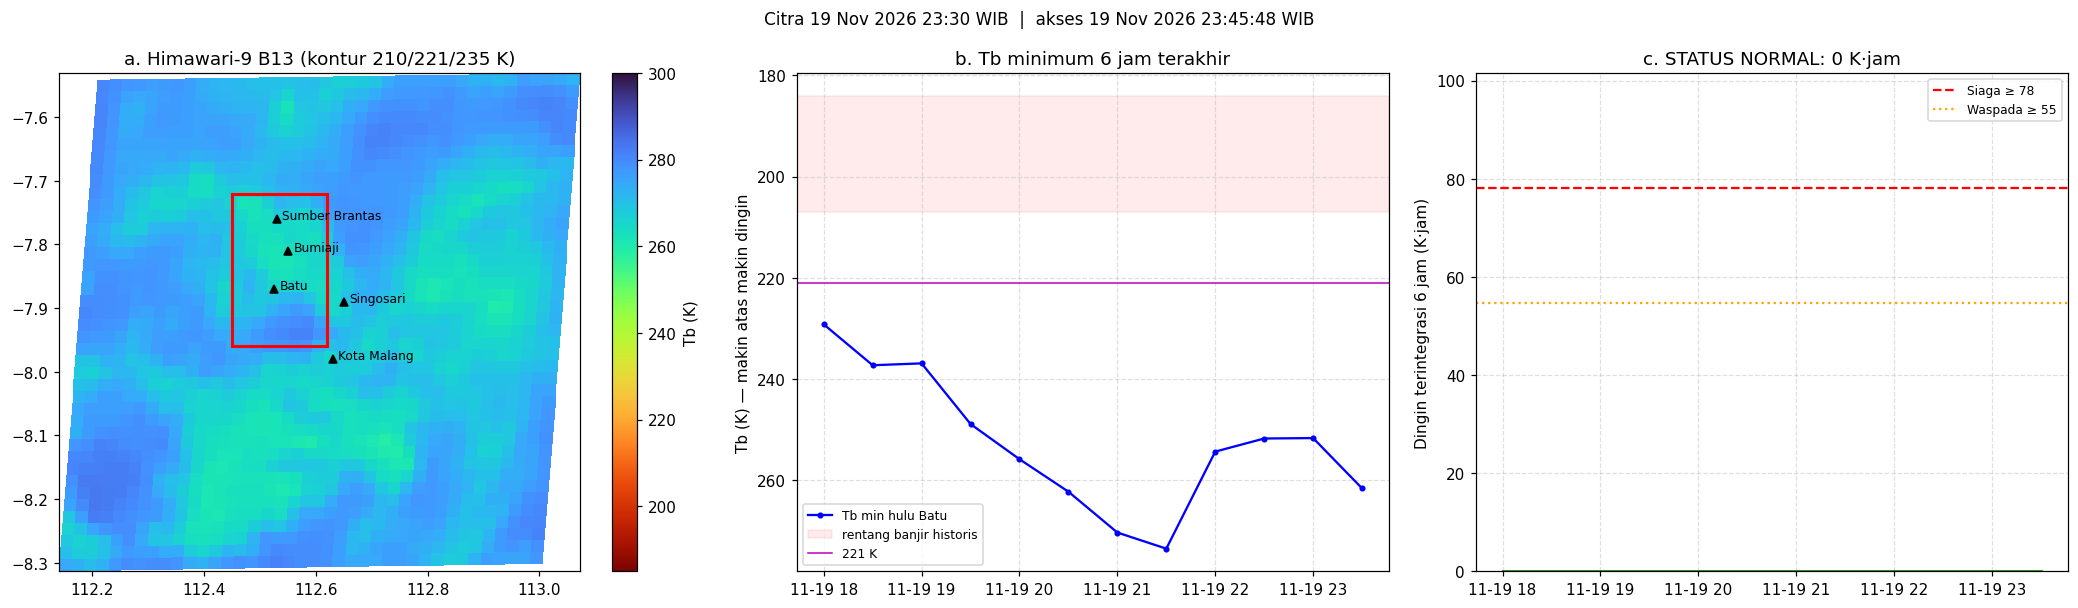 Citra 19 Nov 2026 23:30 WIB | akses 19 Nov 2026 23:45:48 WIB
a. Himawari-9 B13 (kontur 210/221/235 K)
−7.6
−7.7
−7.8
−7.9
−8.0
−8.1
−8.2
−8.3
112.2
112.4
112.6
112.8
113.0
Sumber Brantas
Bumiaji
Batu
Singosari
Kota Malang
300
280
260
240
220
200
Tb (K)
b. Tb minimum 6 jam terakhir
Tb (K) — makin atas makin dingin
180
200
220
240
260
Tb min hulu Batu
rentang banjir historis
221 K
11-19 18
11-19 19
11-19 20
11-19 21
11-19 22
11-19 23
c. STATUS NORMAL: 0 K·jam
Dingin terintegrasi 6 jam (K·jam)
100
80
60
40
20
0
Siaga ≥ 78
Waspada ≥ 55
11-19 18
11-19 19
11-19 20
11-19 21
11-19 22
11-19 23